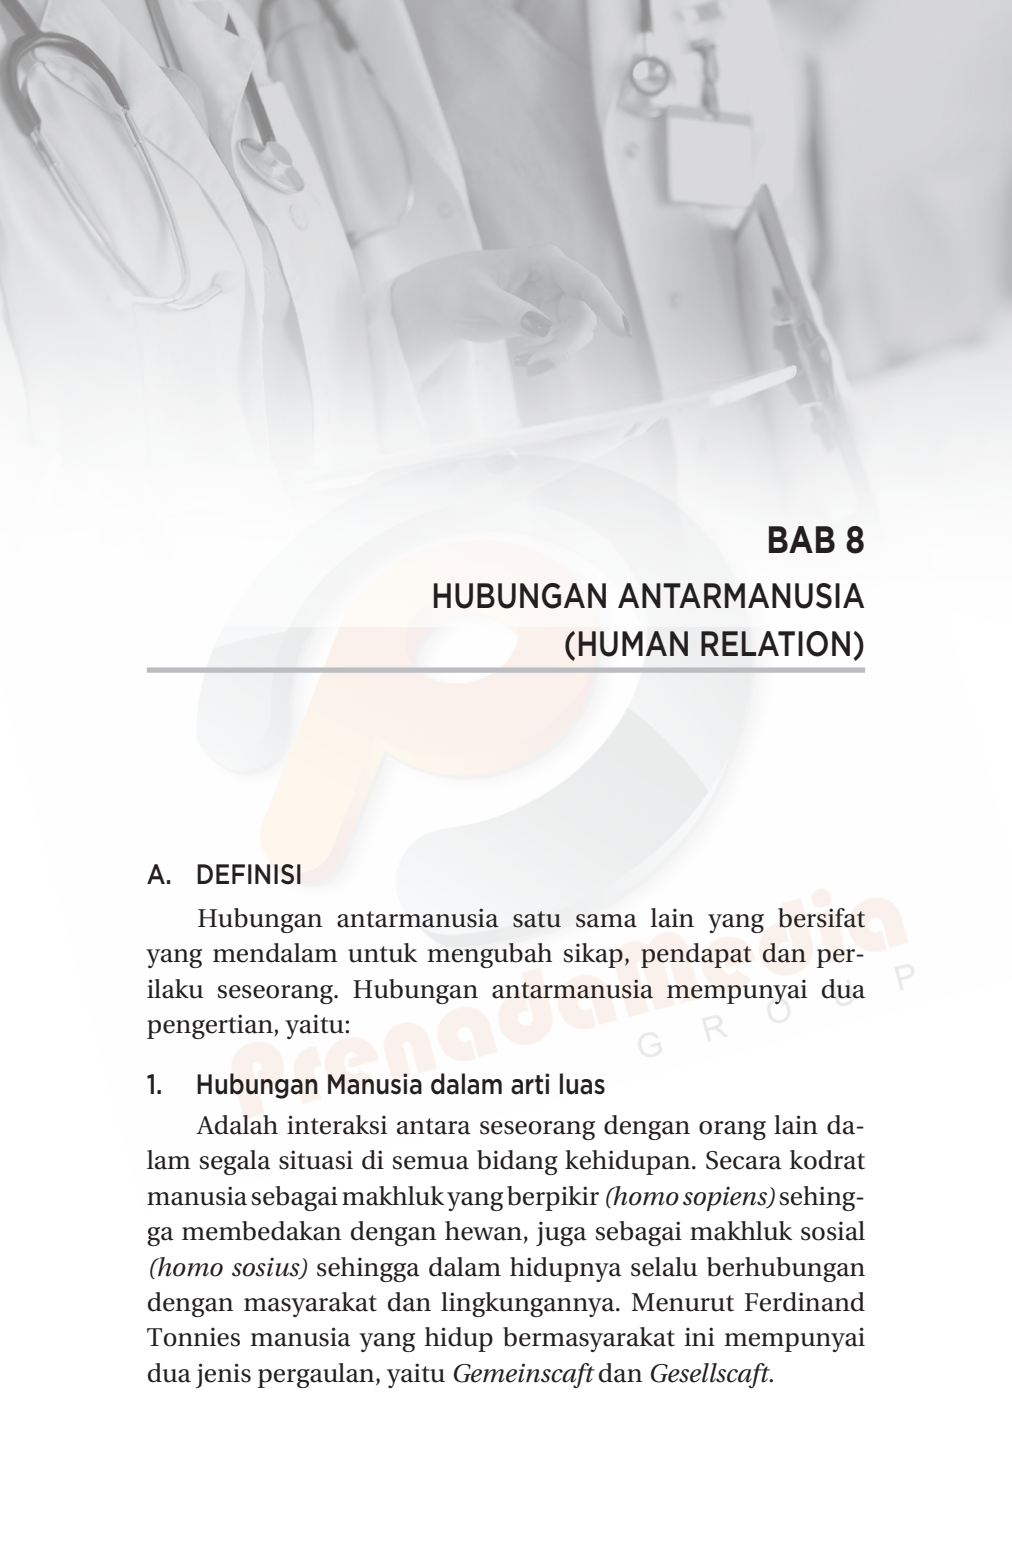 BAB 8
HUBUNGAN ANTARMANUSIA
(HUMAN RELATION)
A. DEFINISI
Hubungan antarmanusia satu sama lain yang bersifat
yang mendalam untuk mengubah sikap, pendapat dan per-
ilaku seseorang. Hubungan antarmanusia mempunyai dua
pengertian, yaitu:
PrenadaMedia
GROUP
1. Hubungan Manusia dalam arti luas
Adalah interaksi antara seseorang dengan orang lain da-
lam segala situasi di semua bidang kehidupan. Secara kodrat
manusia sebagai makhluk yang berpikir (homo sopiens) sehing-
ga membedakan dengan hewan, juga sebagai makhluk sosial
(homo sosius) sehingga dalam hidupnya selalu berhubungan
dengan masyarakat dan lingkungannya. Menurut Ferdinand
Tonnies manusia yang hidup bermasyarakat ini mempunyai
dua jenis pergaulan, yaitu Gemeinscaft dan Gesellscaft.